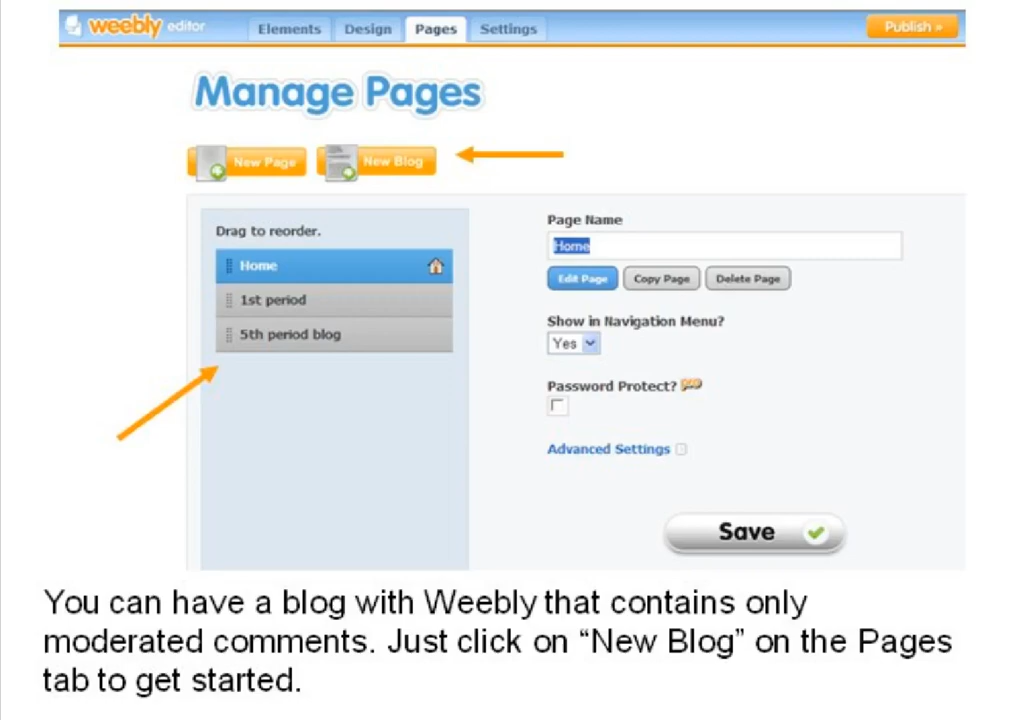 weebly editor Elements Design Pages Settings Publish »
Manage Pages
New Page New Blog
Drag to reorder.
Home
1st period
5th period blog
Page Name
Home
Edit Page Copy Page Delete Page
Show in Navigation Menu?
Yes
Password Protect?
Advanced Settings
Save
You can have a blog with Weebly that contains only
moderated comments. Just click on “New Blog” on the Pages
tab to get started.